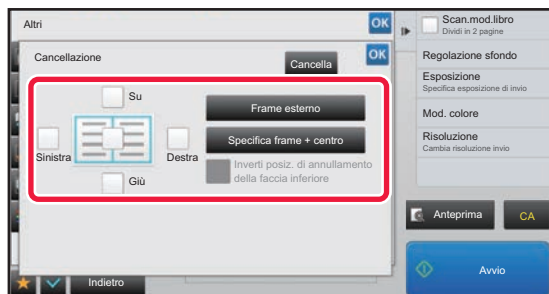 Altri
OK
Cancellazione
Cancella
OK
Su
Sinistra
Destra
Giù
Frame esterno
Specifica frame + centro
Inverti posiz. di annullamento
della faccia inferiore
Indietro
Scan.mod.libro
Dividi in 2 pagine
Regolazione sfondo
Esposizione
Specifica esposizione di invio
Mod. colore
Risoluzione
Cambia risoluzione invio
Anteprima
CA
Avvio